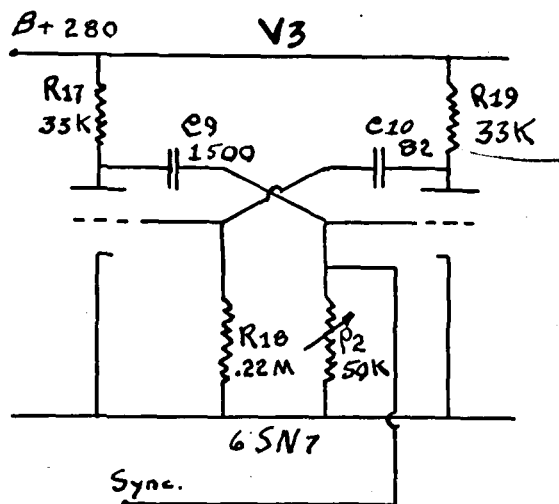 B+ 280
V3
R17
33K
C9
1500
C10
82
R19
33K
R18
.22M
P2
50K
6SN7
Sync.